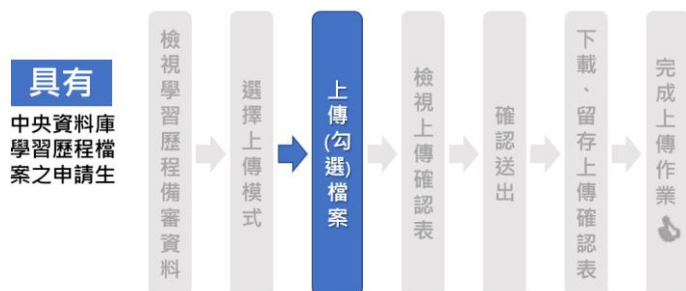 具有
中央資料庫
學習歷程檔
案之申請生
檢視學習歷程備審資料
選擇上傳模式
上傳(勾選)檔案
檢視上傳確認表
確認送出
下載、留存上傳確認表
完成上傳作業